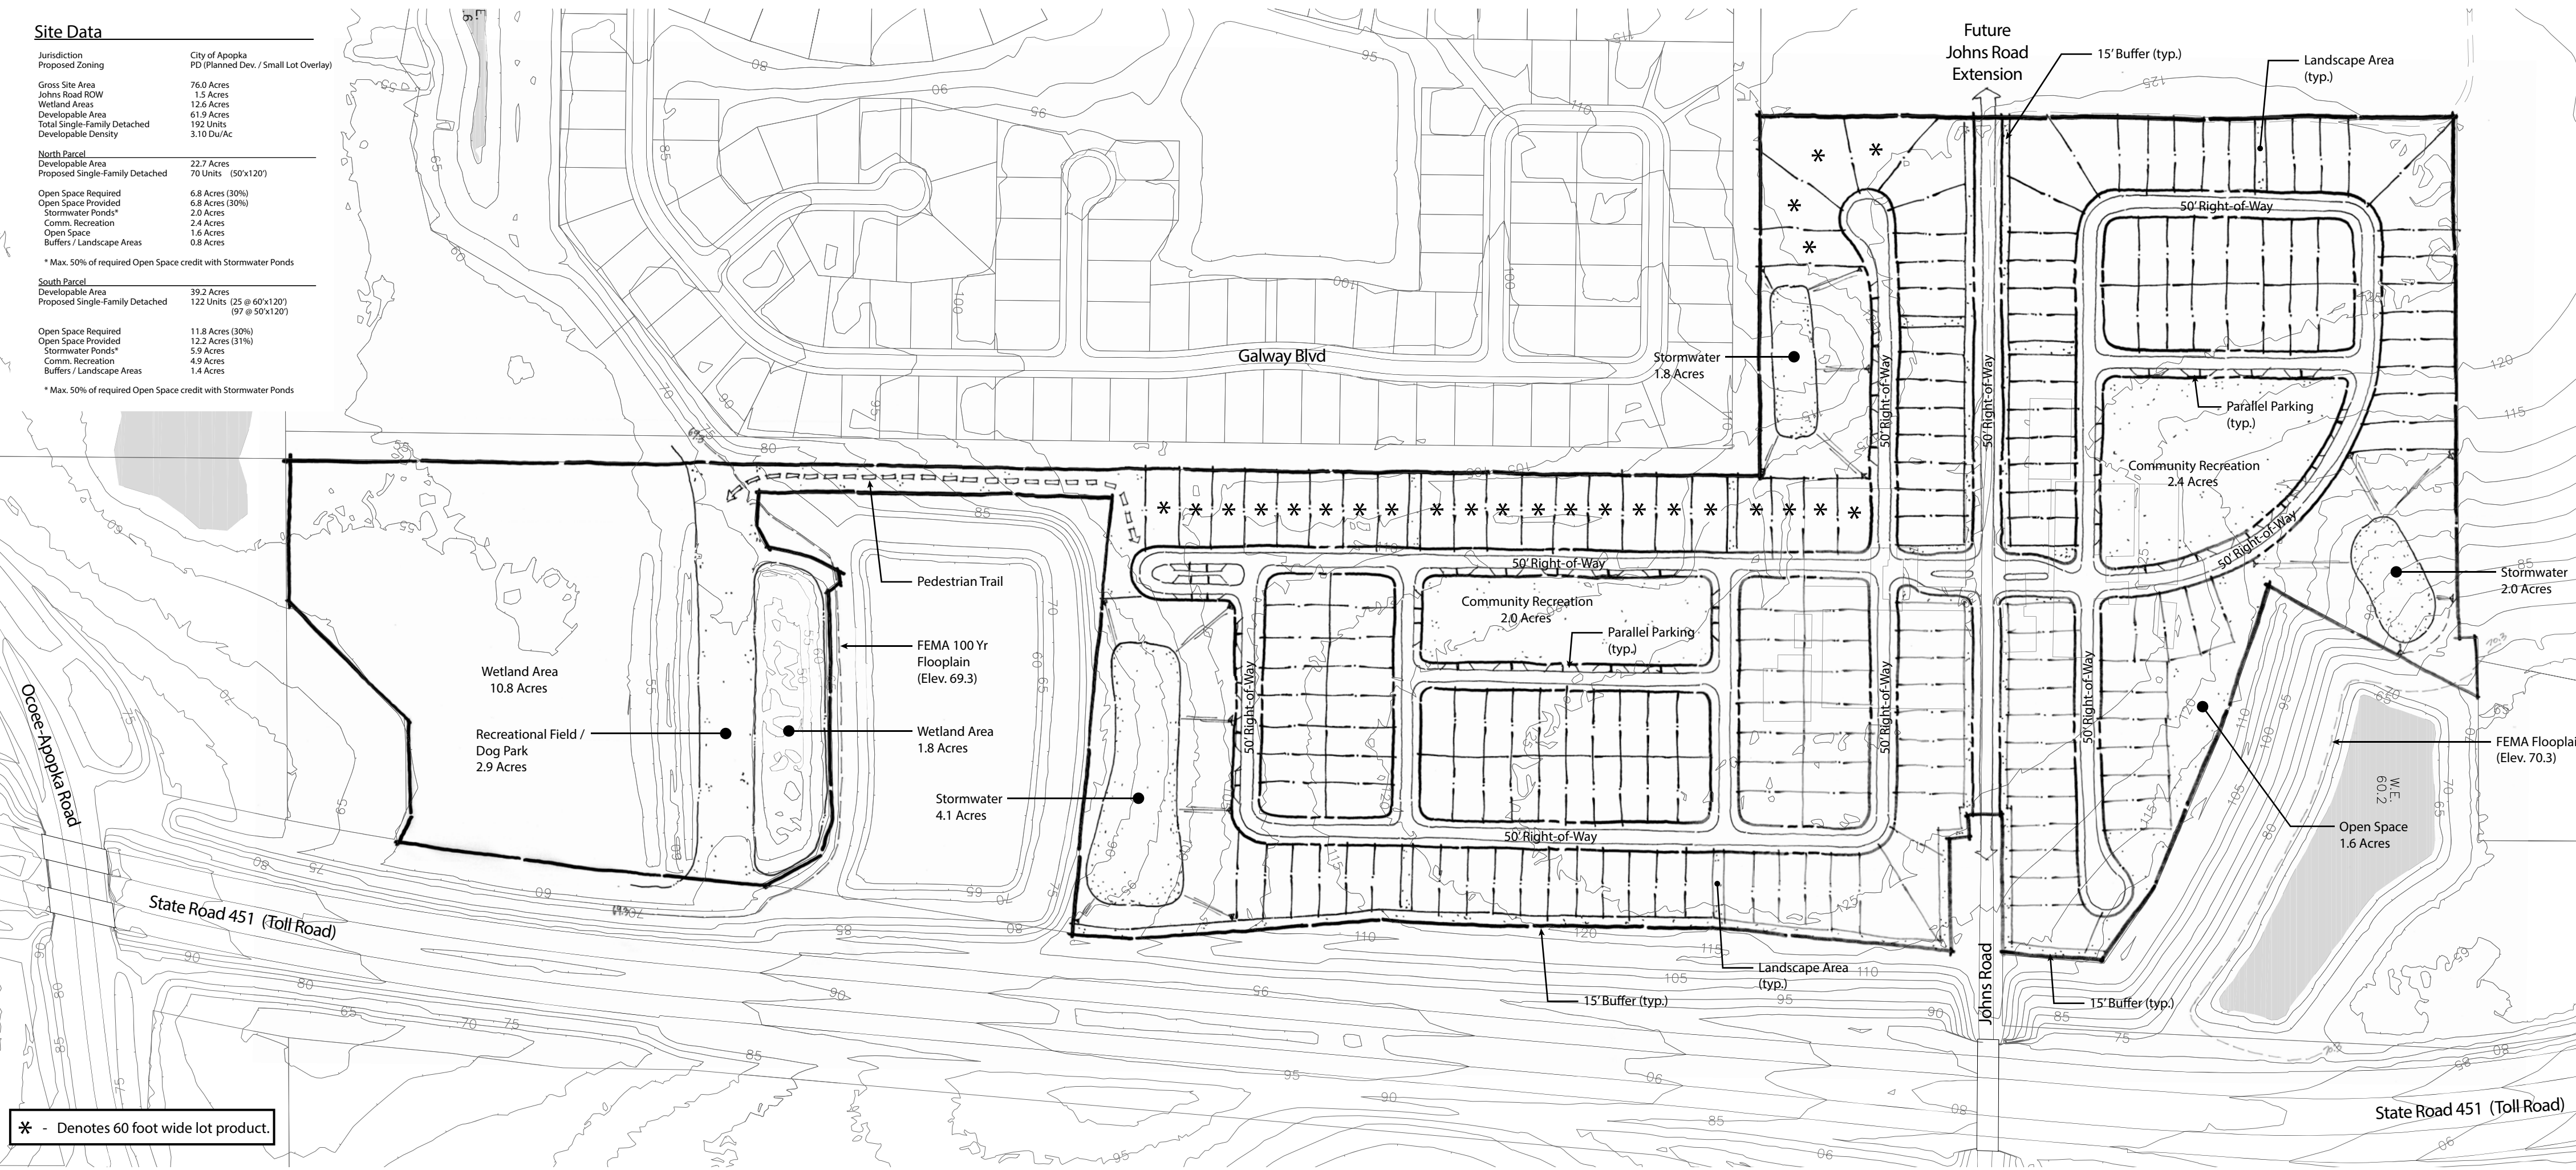 Site Data
Jurisdiction City of Apopka
Proposed Zoning PD (Planned Dev. / Small Lot Overlay)
Gross Site Area 76.0 Acres
Johns Road ROW 1.5 Acres
Wetland Areas 12.6 Acres
Developable Area 61.9 Acres
Total Single-Family Detached 192 Units
Developable Density 3.10 Du/Ac
North Parcel
Developable Area 22.7 Acres
Proposed Single-Family Detached 70 Units (50'x120')
Open Space Required 6.8 Acres (30%)
Open Space Provided 6.8 Acres (30%)
Stormwater Ponds* 2.0 Acres
Comm. Recreation 2.4 Acres
Open Space 1.6 Acres
Buffers / Landscape Areas 0.8 Acres
* Max. 50% of required Open Space credit with Stormwater Ponds
South Parcel
Developable Area 39.2 Acres
Proposed Single-Family Detached 122 Units (25 @ 60'x120')
(97 @ 50'x120')
Open Space Required 11.8 Acres (30%)
Open Space Provided 12.2 Acres (31%)
Stormwater Ponds* 5.9 Acres
Comm. Recreation 4.9 Acres
Buffers / Landscape Areas 1.4 Acres
* Max. 50% of required Open Space credit with Stormwater Ponds
Future
Johns Road
Extension
15' Buffer (typ.)
Landscape Area
(typ.)
50' Right-of-Way
Galway Blvd
Stormwater
1.8 Acres
50' Right-of-Way
50' Right-of-Way
Parallel Parking
(typ.)
Community Recreation
2.4 Acres
50' Right-of-Way
Stormwater
2.0 Acres
Pedestrian Trail
50' Right-of-Way
Community Recreation
2.0 Acres
Parallel Parking
(typ.)
FEMA 100 Yr
Flooplain
(Elev. 69.3)
Wetland Area
10.8 Acres
Recreational Field /
Dog Park
2.9 Acres
Wetland Area
1.8 Acres
Stormwater
4.1 Acres
50' Right-of-Way
50' Right-of-Way
50' Right-of-Way
50' Right-of-Way
FEMA Flooplai
(Elev. 70.3)
W.E.
60.2
Open Space
1.6 Acres
Ocoee-Apopka Road
State Road 451 (Toll Road)
Landscape Area
(typ.)
15' Buffer (typ.)
Johns Road
15' Buffer (typ.)
State Road 451 (Toll Road)
* - Denotes 60 foot wide lot product.